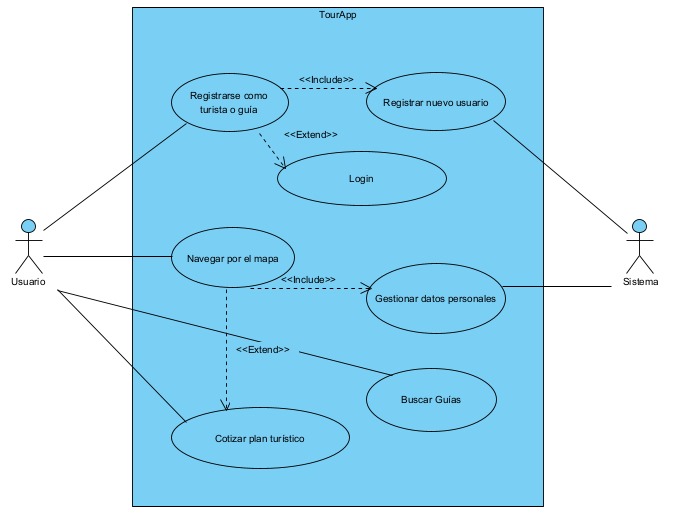 TourApp
<<Include>>
Registrarse como
turista o guía
Registrar nuevo usuario
<<Extend>>
Login
Navegar por el mapa
<<Include>>
Usuario
Sistema
Gestionar datos personales
<<Extend>>
Buscar Guías
Cotizar plan turístico